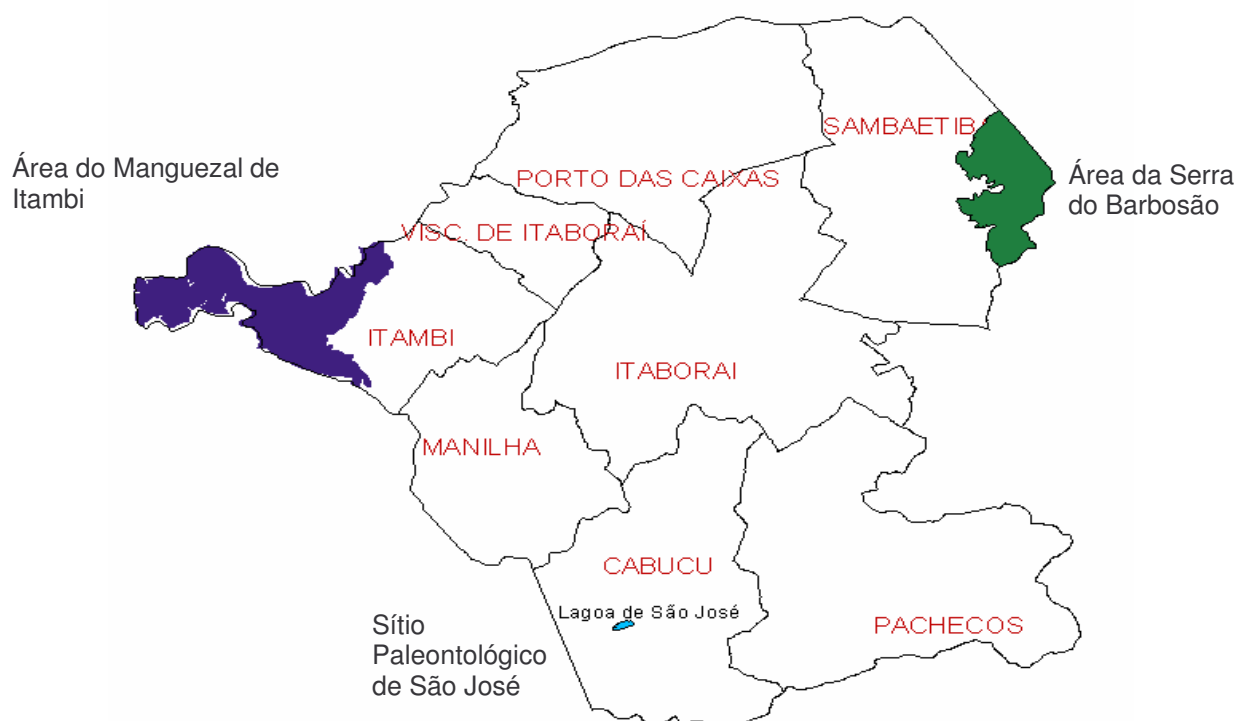 SAMBAETIBA
Área do Manguezal de
Itambi
PORTO DAS CAIXAS
Área da Serra
do Barbosão
VISC. DE ITABORAÍ
ITAMBI
ITABORAI
MANILHA
CABUCU
Lagoa de São José
Sítio
Paleontológico
de São José
PACHECOS